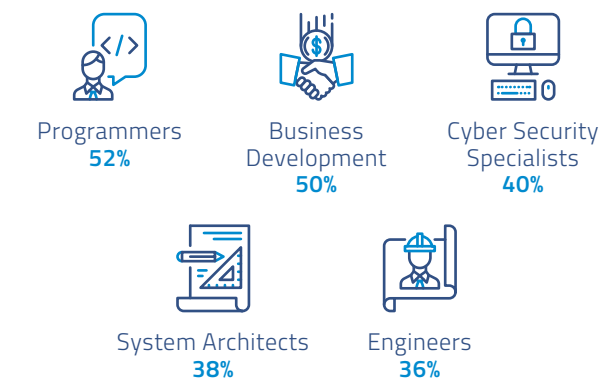 </>
$
Programmers
52%
Business
Development
50%
Cyber Security
Specialists
40%
System Architects
38%
Engineers
36%